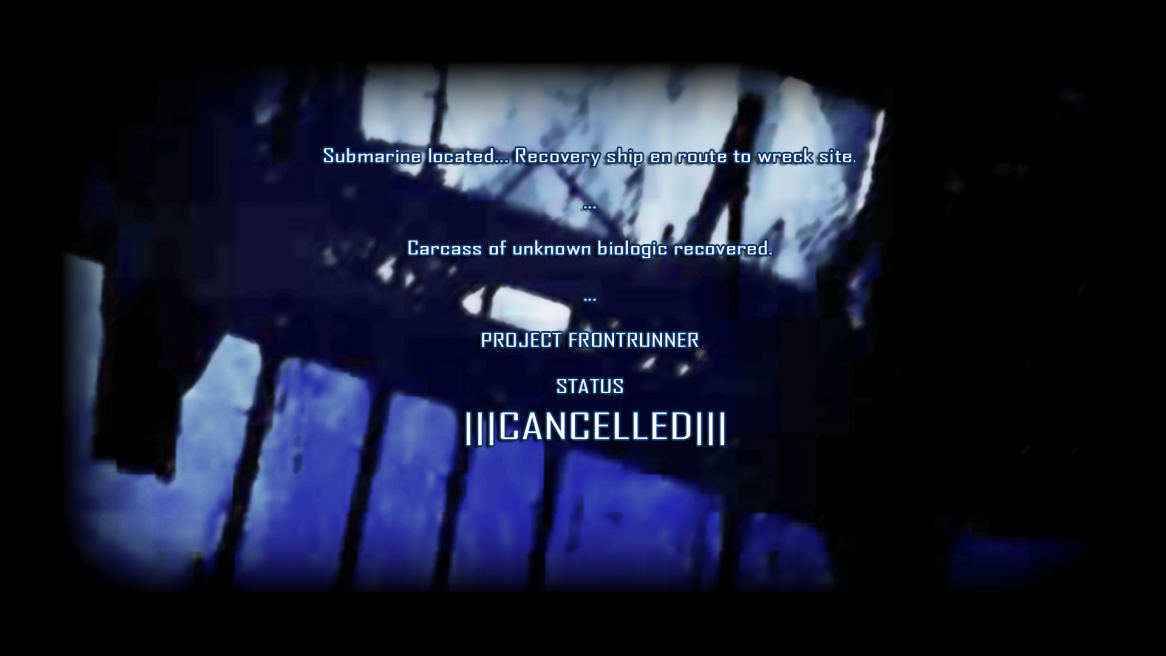 Submarine located... Recovery ship en route to wreck site.
...
Carcass of unknown biologic recovered.
...
PROJECT FRONTRUNNER
STATUS
|||CANCELLED|||